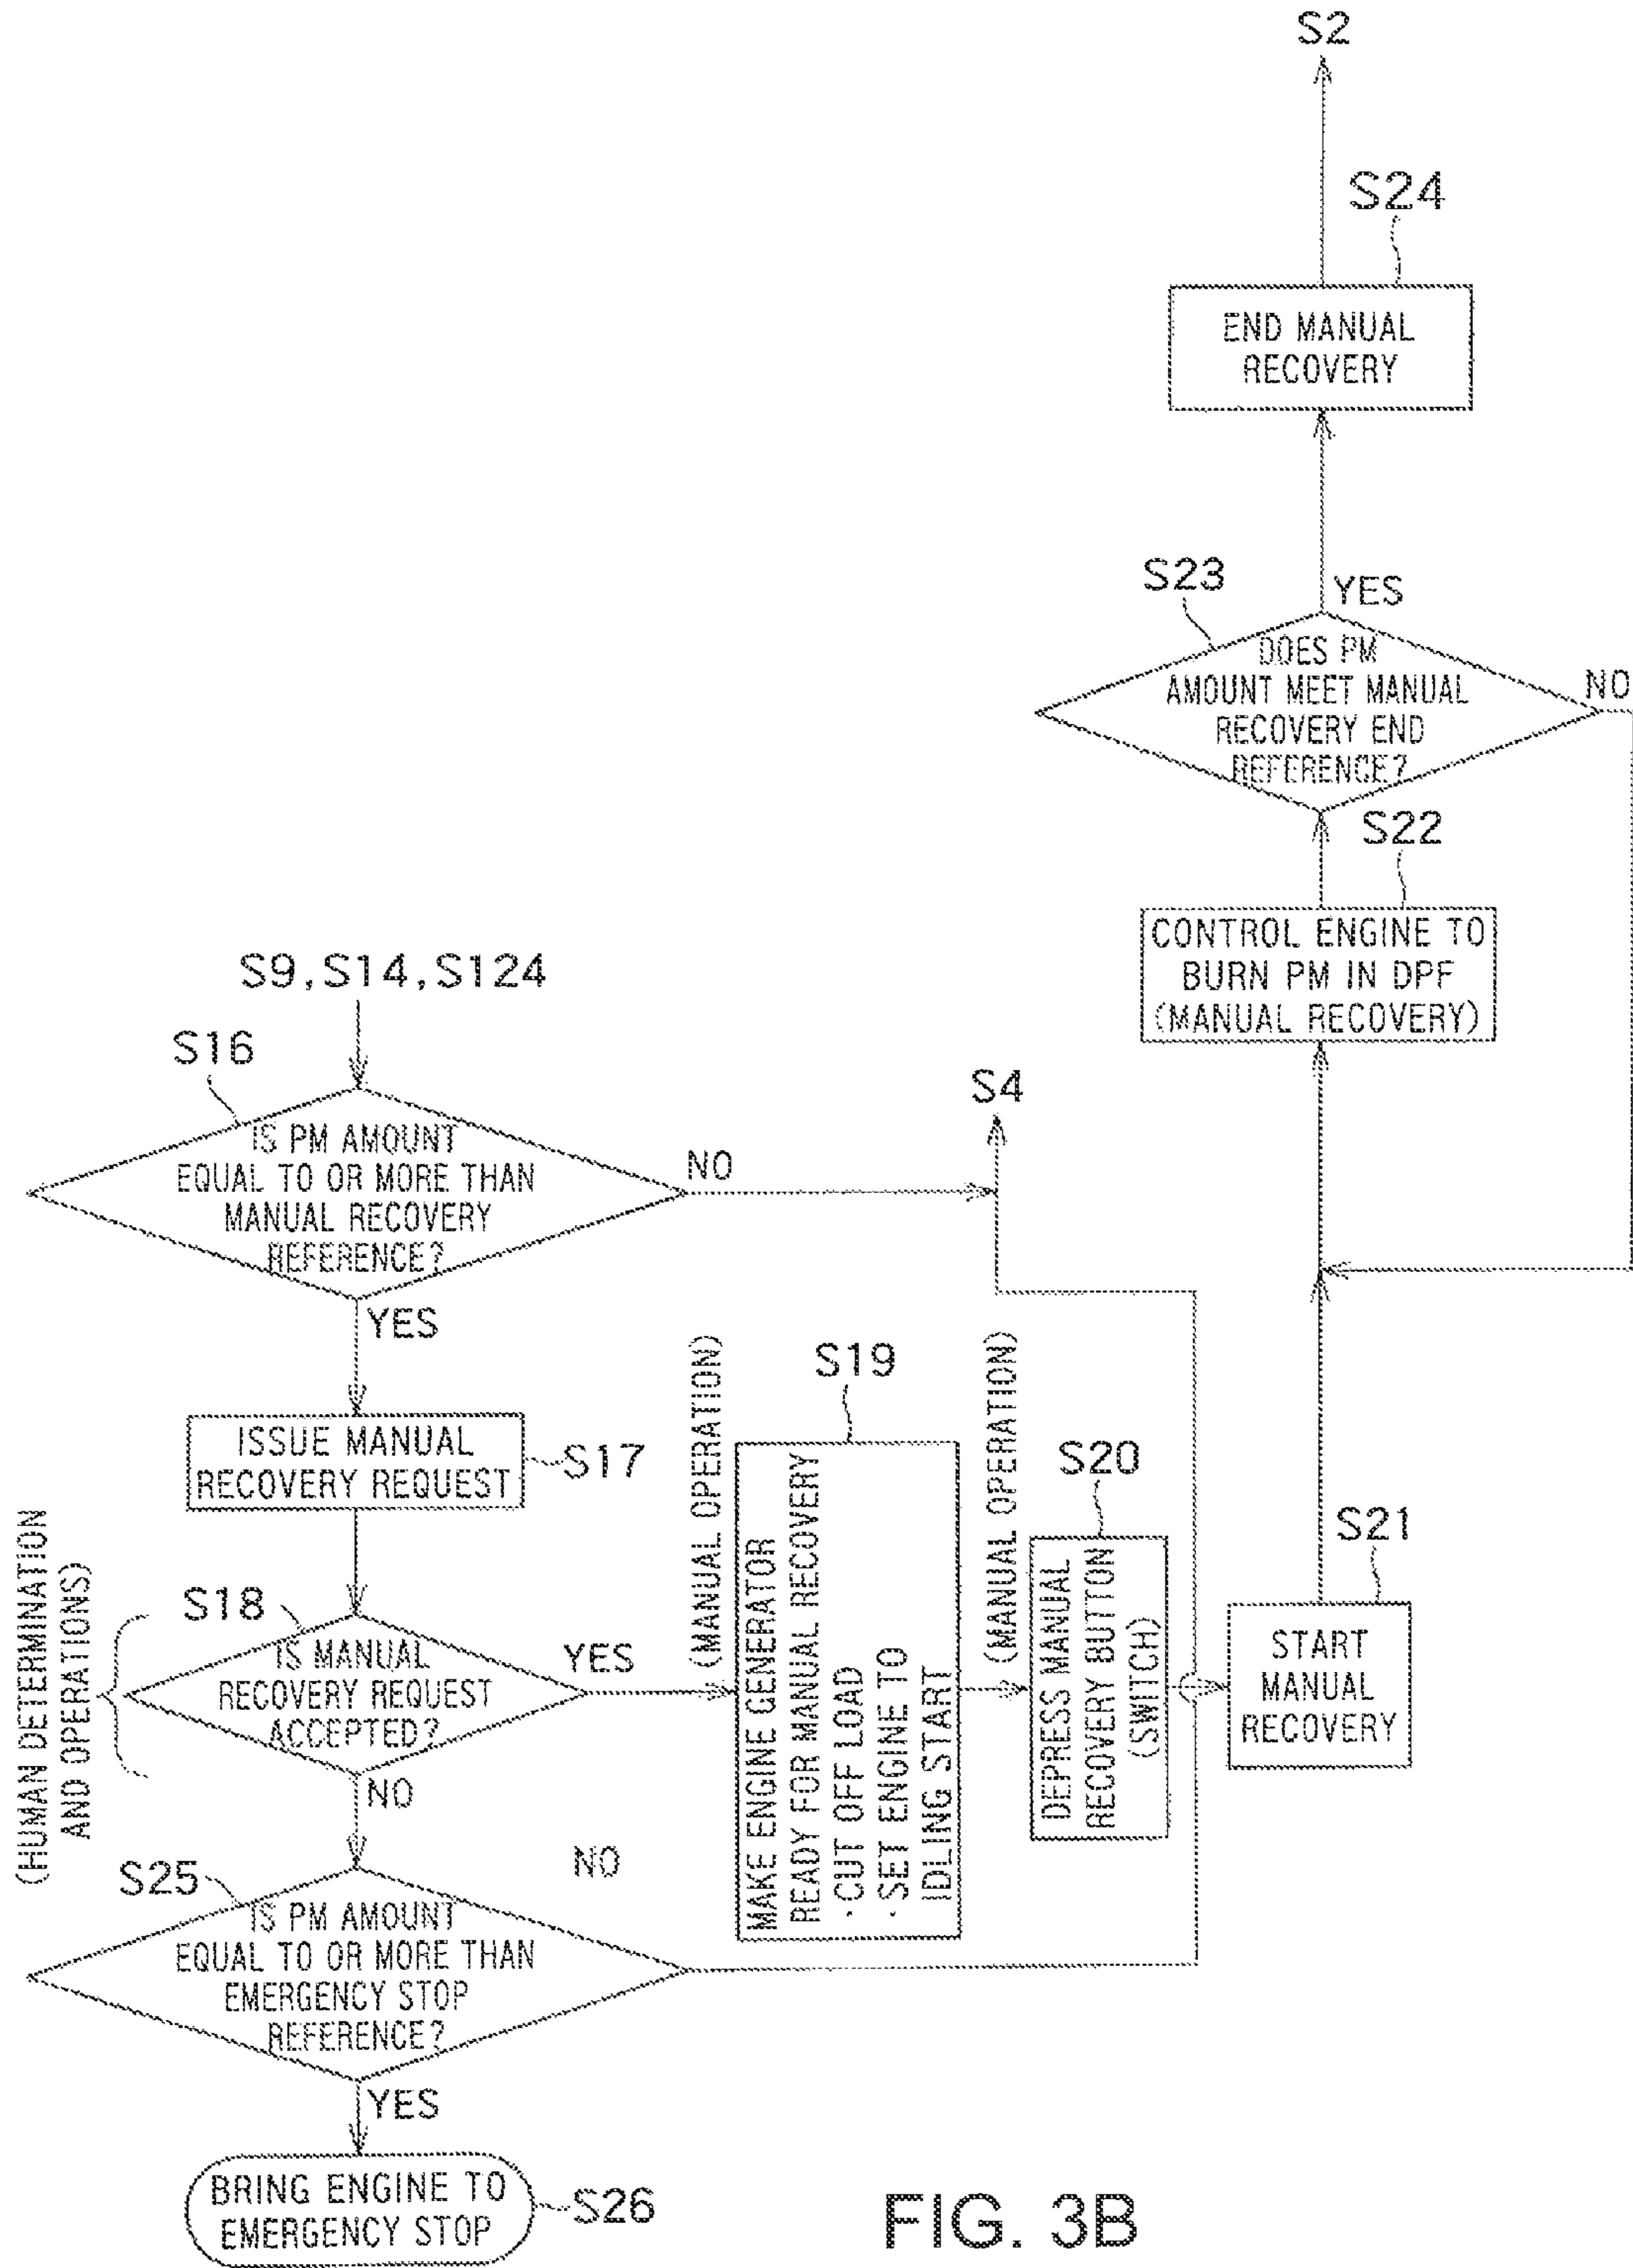 S2
S24
END MANUAL
RECOVERY
S23
YES
DOES PM
AMOUNT MEET MANUAL
RECOVERY END
REFERENCE?
NO
S22
CONTROL ENGINE TO
BURN PM IN DPF
(MANUAL RECOVERY)
S9,S14,S124
S16
IS PM AMOUNT
EQUAL TO OR MORE THAN
MANUAL RECOVERY
REFERENCE?
NO
S4
YES
ISSUE MANUAL
RECOVERY REQUEST
S17
(HUMAN DETERMINATION
AND OPERATIONS)
S18
IS MANUAL
RECOVERY REQUEST
ACCEPTED?
YES
(MANUAL OPERATION)
S19
MAKE ENGINE GENERATOR
READY FOR MANUAL RECOVERY
·CUT OFF LOAD
·SET ENGINE TO
IDLING START
(MANUAL OPERATION)
S20
DEPRESS MANUAL
RECOVERY BUTTON
(SWITCH)
S21
START
MANUAL
RECOVERY
NO
S25
IS PM AMOUNT
EQUAL TO OR MORE THAN
EMERGENCY STOP
REFERENCE?
NO
YES
BRING ENGINE TO
EMERGENCY STOP
S26
FIG. 3B